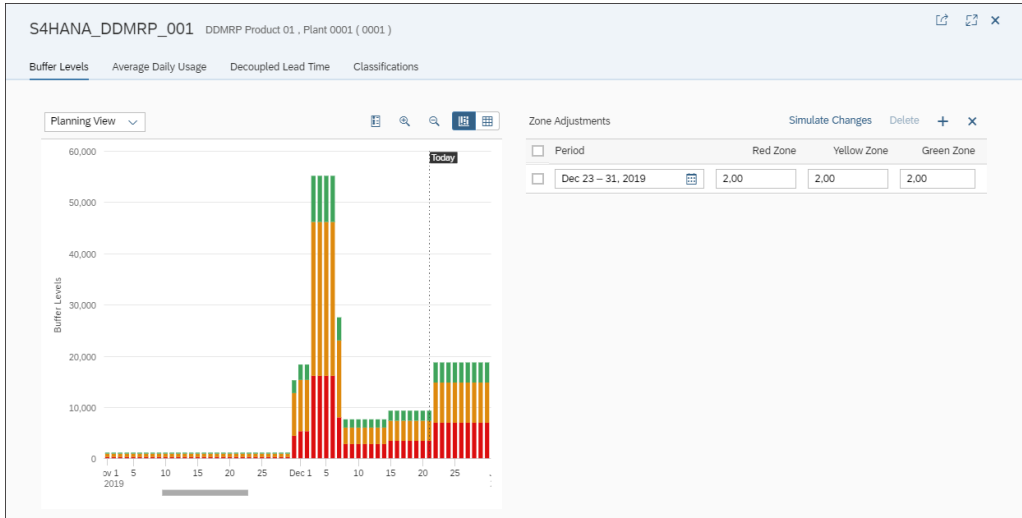 S4HANA_DDMRP_001 DDMRP Product 01 , Plant 0001 ( 0001 )
Buffer Levels Average Daily Usage Decoupled Lead Time Classifications
Planning View
Zone Adjustments Simulate Changes Delete
Period Red Zone Yellow Zone Green Zone
Dec 23 – 31, 2019 2,00 2,00 2,00
Today
Buffer Levels
60,000
50,000
40,000
30,000
20,000
10,000
0
ov 1 5 10 15 20 25 Dec 1 5 10 15 20 25
2019